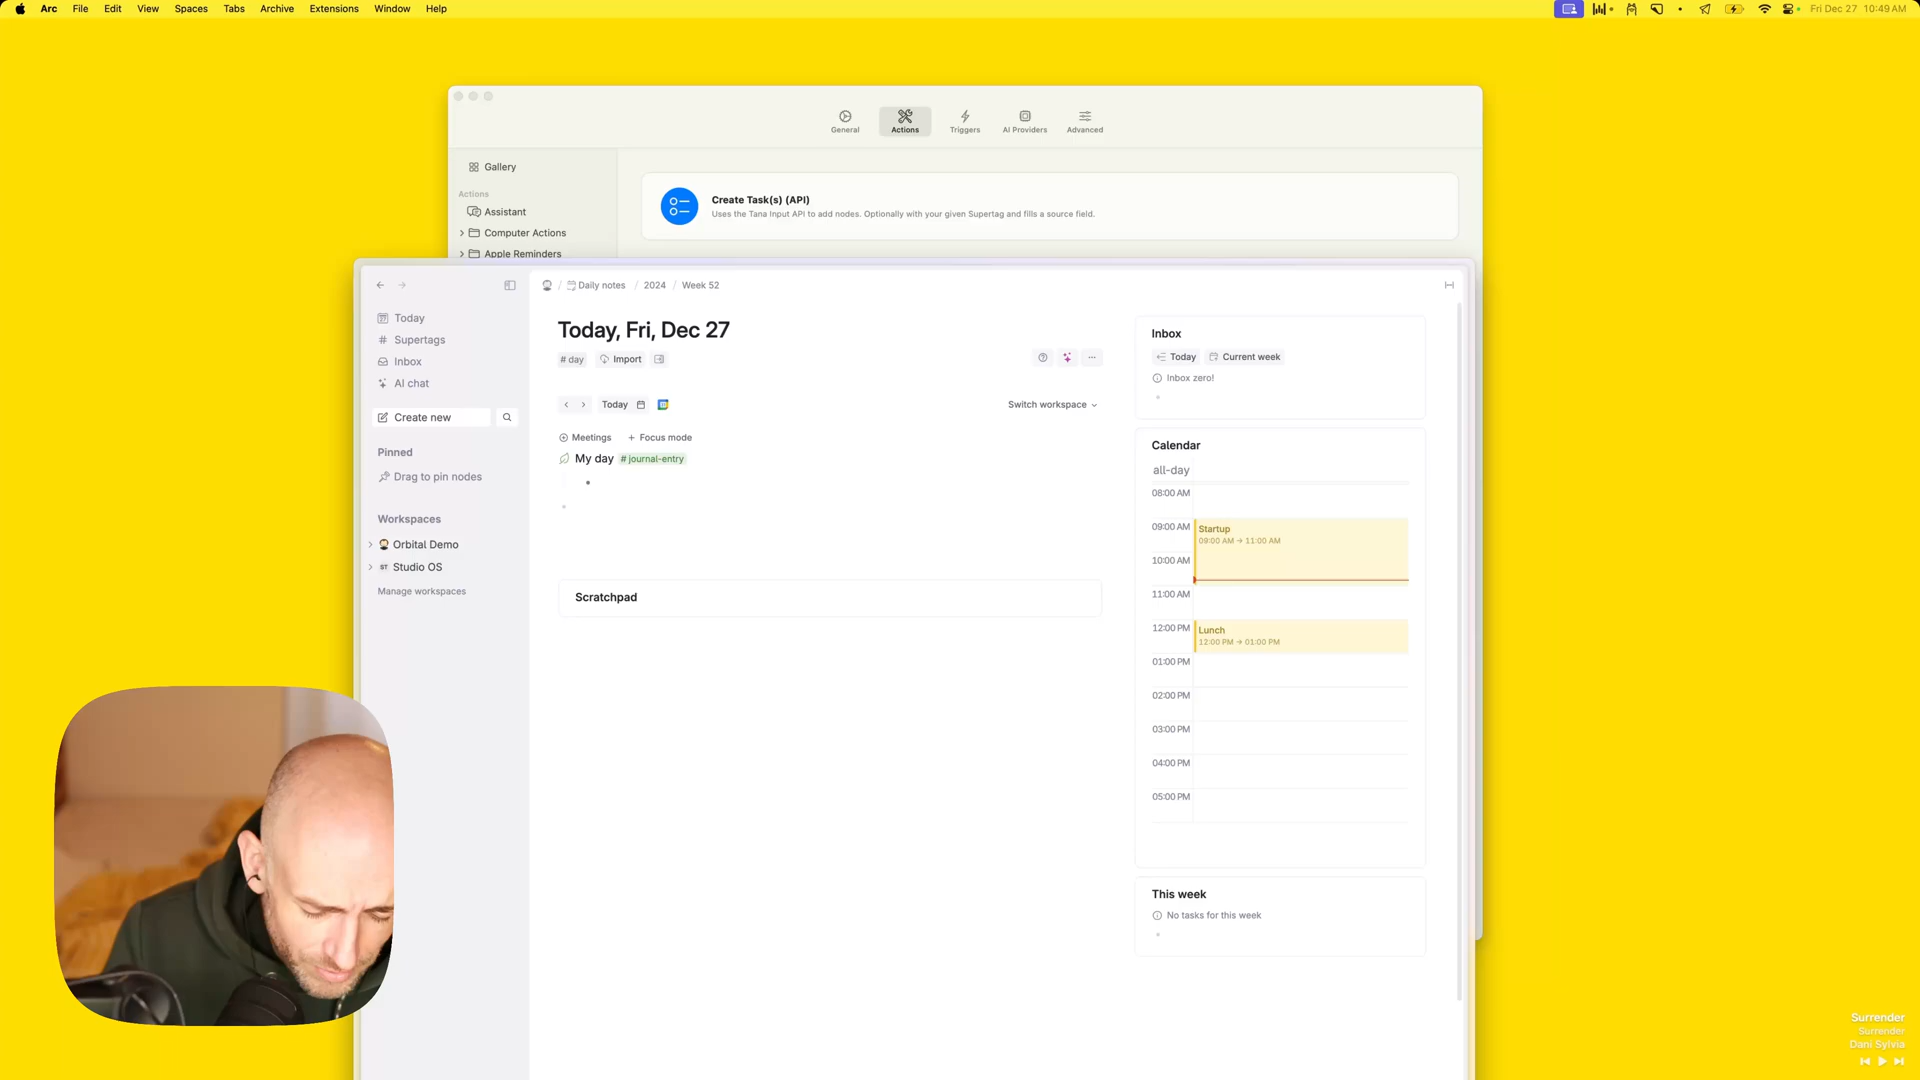 Arc File Edit View Spaces Tabs Archive Extensions Window Help
Fri Dec 27 10:49 AM
General Actions Triggers AI Providers Advanced
Gallery
Actions
Assistant
Computer Actions
Apple Reminders
Create Task(s) (API)
Uses the Tana Input API to add nodes. Optionally with your given Supertag and fills a source field.
Today
Supertags
Inbox
AI chat
Create new
Pinned
Drag to pin nodes
Workspaces
Orbital Demo
ST Studio OS
Manage workspaces
/ Daily notes / 2024 / Week 52
Today, Fri, Dec 27
# day Import
Today
Switch workspace
Meetings + Focus mode
My day # journal-entry
Scratchpad
Inbox
Today Current week
Inbox zero!
Calendar
all-day
08:00 AM
09:00 AM
Startup
09:00 AM → 11:00 AM
10:00 AM
11:00 AM
12:00 PM
Lunch
12:00 PM → 01:00 PM
01:00 PM
02:00 PM
03:00 PM
04:00 PM
05:00 PM
This week
No tasks for this week
Surrender
Surrender
Dani Sylvia